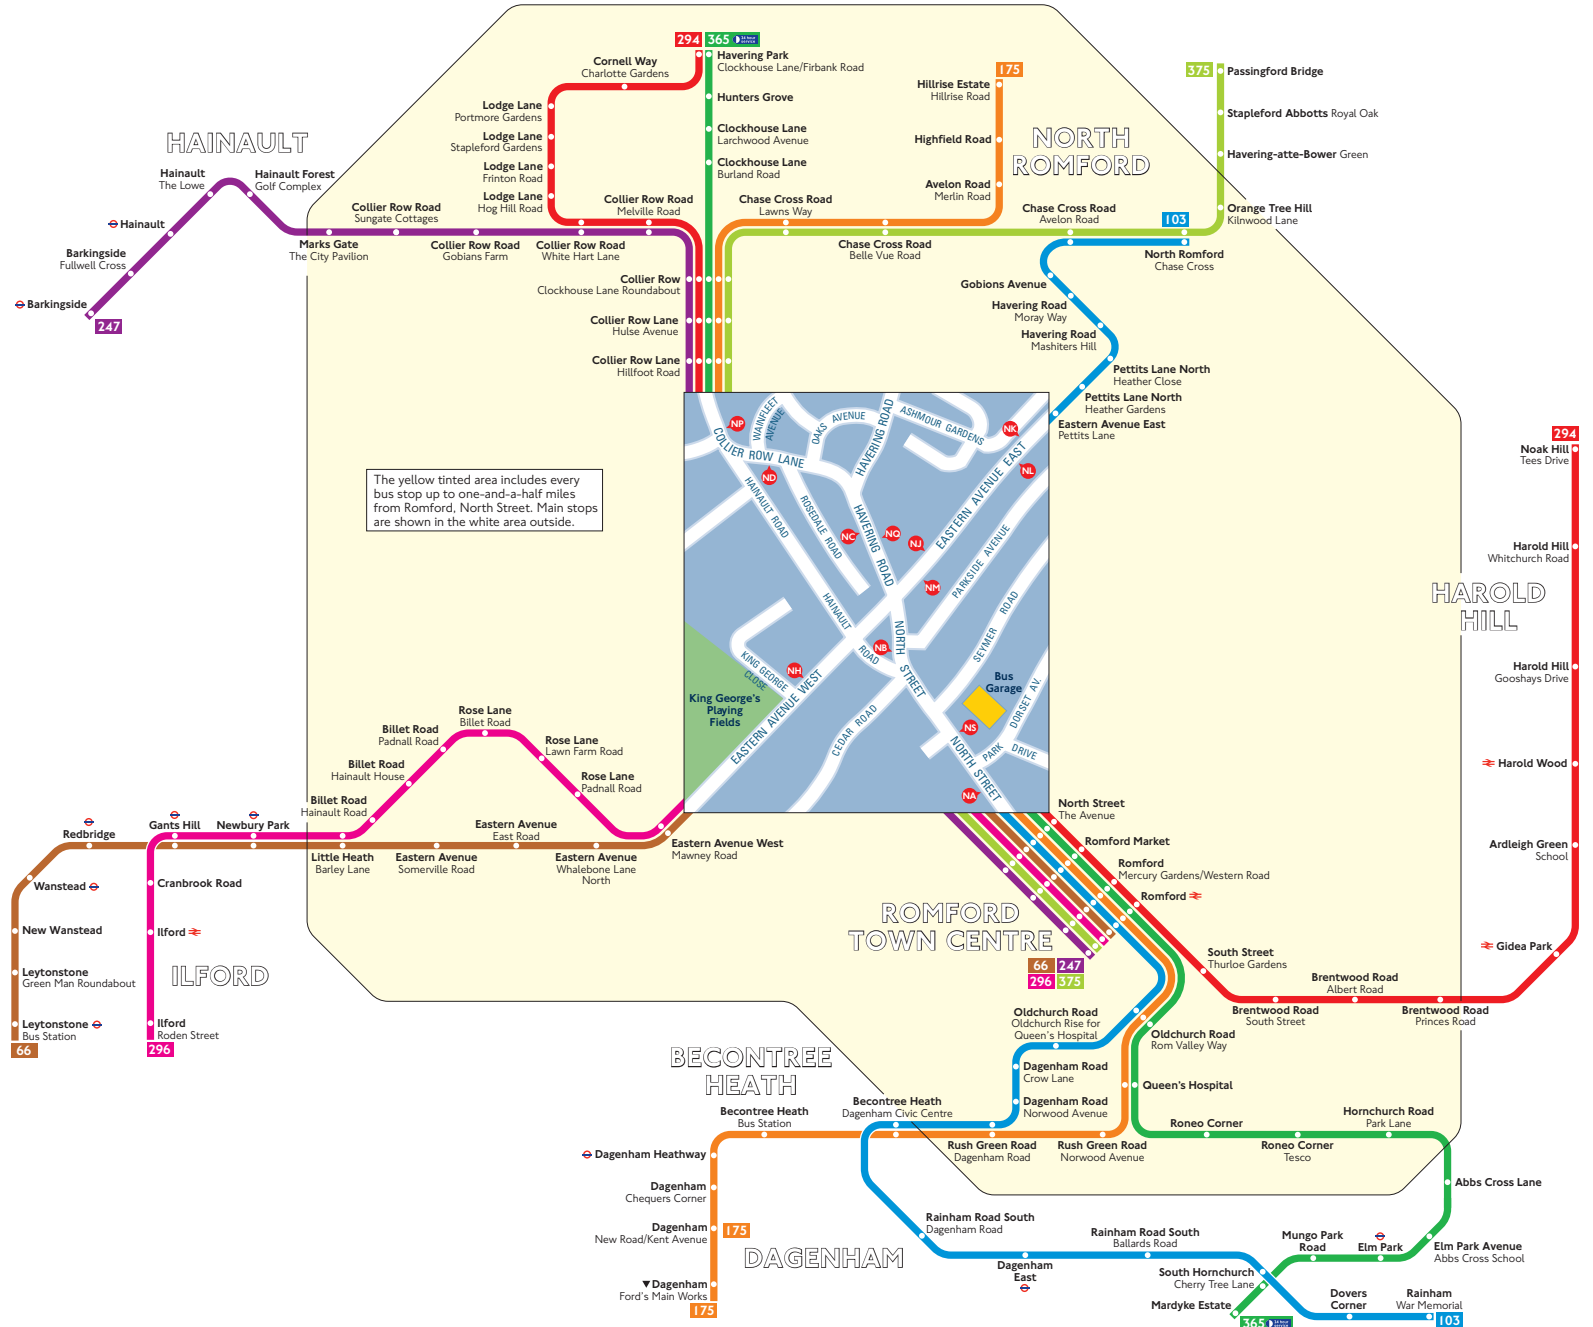 294
365
24 hour service
Havering Park
Clockhouse Lane/Firbank Road
Hunters Grove
Clockhouse Lane
Larchwood Avenue
Clockhouse Lane
Burland Road
Cornell Way
Charlotte Gardens
Lodge Lane
Portmore Gardens
Lodge Lane
Stapleford Gardens
Lodge Lane
Frinton Road
Lodge Lane
Hog Hill Road
175
Hillrise Estate
Hillrise Road
Highfield Road
Avelon Road
Merlin Road
NORTH
ROMFORD
375
Passingford Bridge
Stapleford Abbotts Royal Oak
Havering-atte-Bower Green
Orange Tree Hill
Kilnwood Lane
HAINAULT
Hainault
The Lowe
Hainault Forest
Golf Complex
Hainault
Barkingside
Fullwell Cross
Barkingside
247
Marks Gate
The City Pavilion
Collier Row Road
Sungate Cottages
Collier Row Road
Gobians Farm
Collier Row Road
White Hart Lane
Collier Row Road
Melville Road
Chase Cross Road
Lawns Way
Chase Cross Road
Belle Vue Road
Chase Cross Road
Avelon Road
103
North Romford
Chase Cross
Collier Row
Clockhouse Lane Roundabout
Collier Row Lane
Hulse Avenue
Collier Row Lane
Hillfoot Road
Gobions Avenue
Havering Road
Moray Way
Havering Road
Mashiters Hill
Pettits Lane North
Heather Close
Pettits Lane North
Heather Gardens
Eastern Avenue East
Pettits Lane
The yellow tinted area includes every
bus stop up to one-and-a-half miles
from Romford, North Street. Main stops
are shown in the white area outside.
NP
WAINFLEET
AVENUE
OAKS AVENUE
HAVERING ROAD
ASHMOUR GARDENS
NK
COLLIER ROW LANE
ND
NL
HAINAULT ROAD
ROSEDALE ROAD
HAVERING ROAD
EASTERN AVENUE EAST
NC
NQ
NJ
PARKSIDE AVENUE
NM
HAINAULT
ROAD
NB
NORTH
STREET
SEYMER ROAD
KING GEORGE
CLOSE
NH
King George's
Playing
Fields
EASTERN AVENUE WEST
CEDAR ROAD
Bus
Garage
NS
DORSET AV.
PARK DRIVE
NORTH STREET
NA
294
Noak Hill
Tees Drive
Harold Hill
Whitchurch Road
HAROLD
HILL
Harold Hill
Gooshays Drive
Harold Wood
Ardleigh Green
School
Gidea Park
Rose Lane
Billet Road
Billet Road
Padnall Road
Billet Road
Hainault House
Billet Road
Hainault Road
Rose Lane
Lawn Farm Road
Rose Lane
Padnall Road
Redbridge
Gants Hill
Newbury Park
Wanstead
New Wanstead
Leytonstone
Green Man Roundabout
Leytonstone
Bus Station
66
Cranbrook Road
Ilford
ILFORD
Ilford
Roden Street
296
Little Heath
Barley Lane
Eastern Avenue
Somerville Road
Eastern Avenue
East Road
Eastern Avenue
Whalebone Lane
North
Eastern Avenue West
Mawney Road
North Street
The Avenue
Romford Market
Romford
Mercury Gardens/Western Road
Romford
ROMFORD
TOWN CENTRE
66
247
296
375
South Street
Thurloe Gardens
Brentwood Road
South Street
Brentwood Road
Albert Road
Brentwood Road
Princes Road
Oldchurch Road
Oldchurch Rise for
Queen's Hospital
Oldchurch Road
Rom Valley Way
Dagenham Road
Crow Lane
Dagenham Road
Norwood Avenue
Queen's Hospital
BECONTREE
HEATH
Becontree Heath
Bus Station
Becontree Heath
Dagenham Civic Centre
Rush Green Road
Dagenham Road
Rush Green Road
Norwood Avenue
Roneo Corner
Roneo Corner
Tesco
Hornchurch Road
Park Lane
Abbs Cross Lane
Dagenham Heathway
Dagenham
Chequers Corner
Dagenham
New Road/Kent Avenue
175
DAGENHAM
▼Dagenham
Ford's Main Works
175
Rainham Road South
Dagenham Road
Dagenham
East
Rainham Road South
Ballards Road
South Hornchurch
Cherry Tree Lane
Mungo Park
Road
Elm Park
Elm Park Avenue
Abbs Cross School
Mardyke Estate
365
24 hour service
Dovers
Corner
Rainham
War Memorial
103